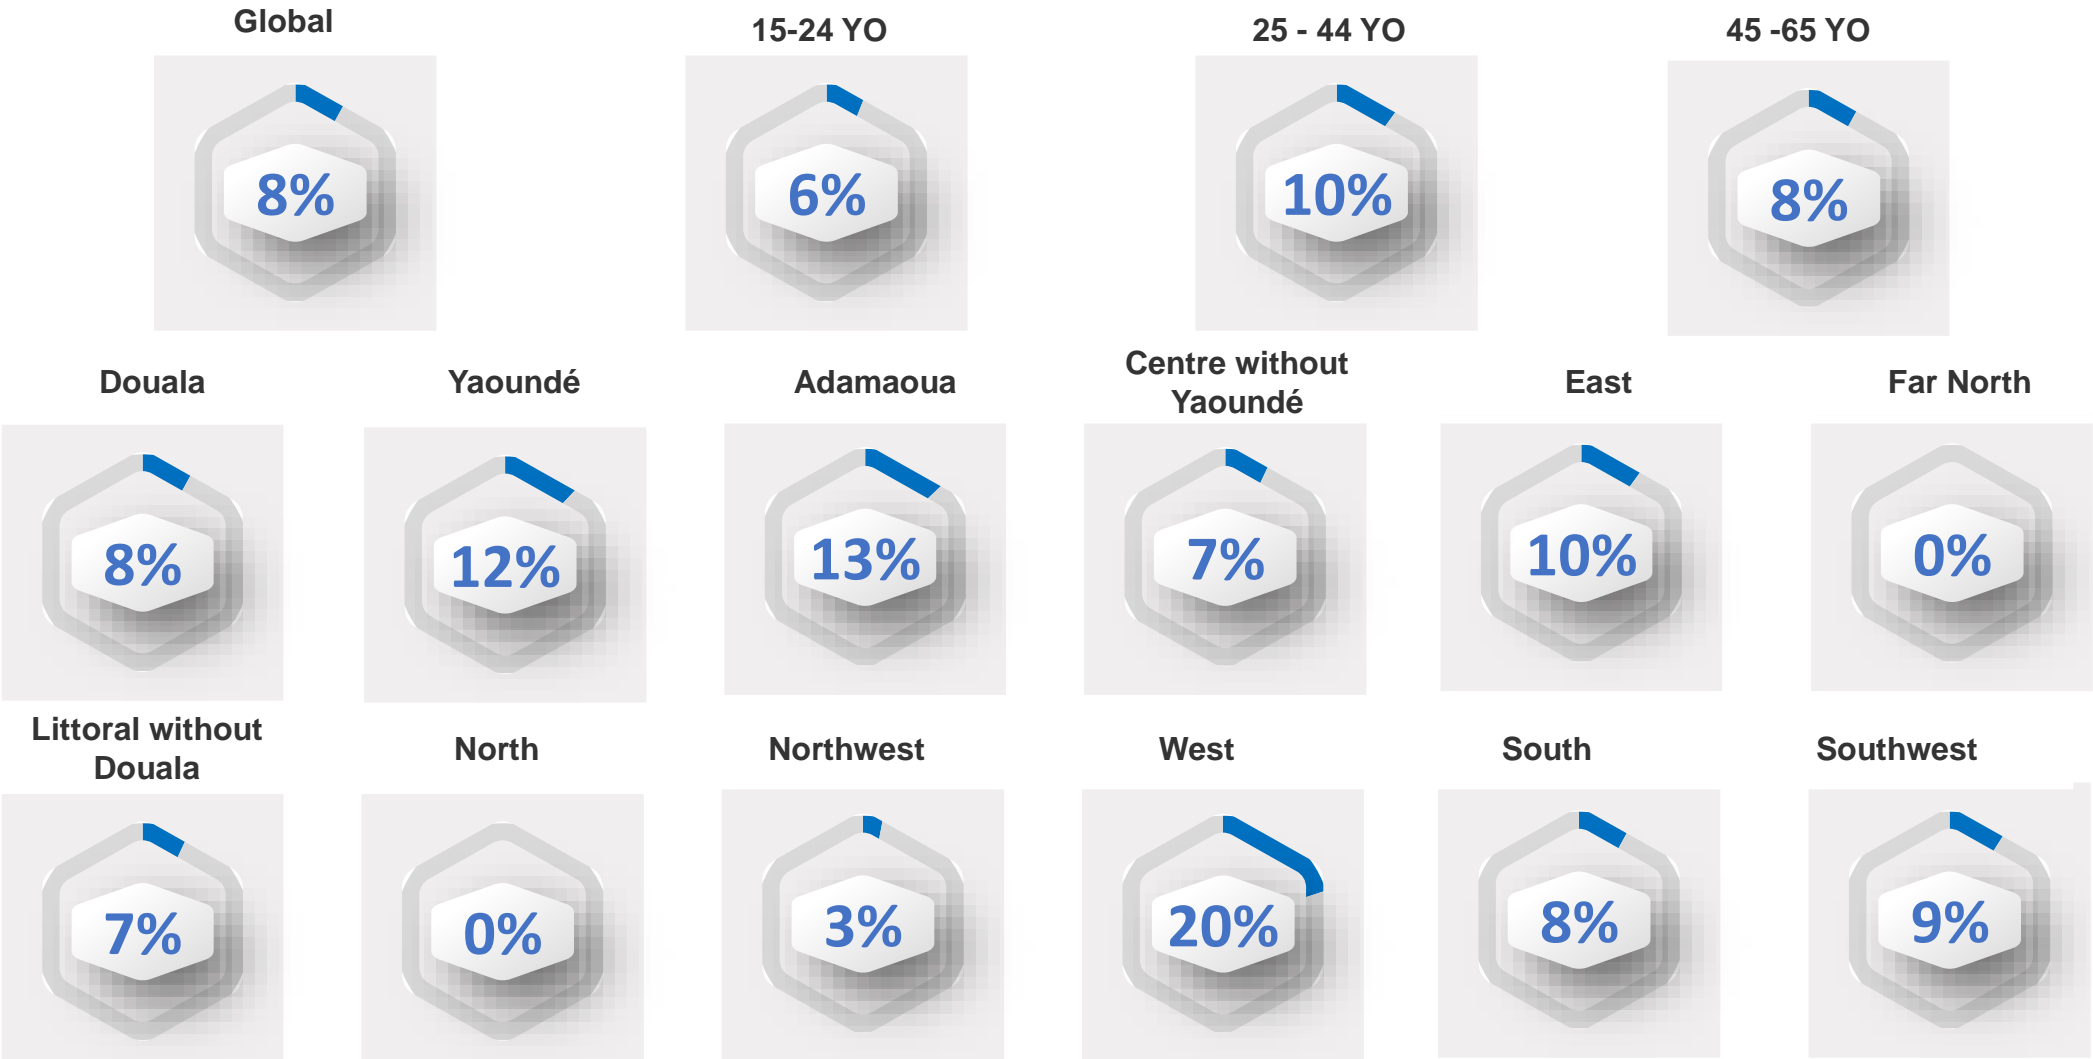 Global
15-24 YO
25 - 44 YO
45 -65 YO
8%
6%
10%
8%
Douala
Yaoundé
Adamaoua
Centre without
Yaoundé
East
Far North
8%
12%
13%
7%
10%
0%
Littoral without
Douala
North
Northwest
West
South
Southwest
7%
0%
3%
20%
8%
9%